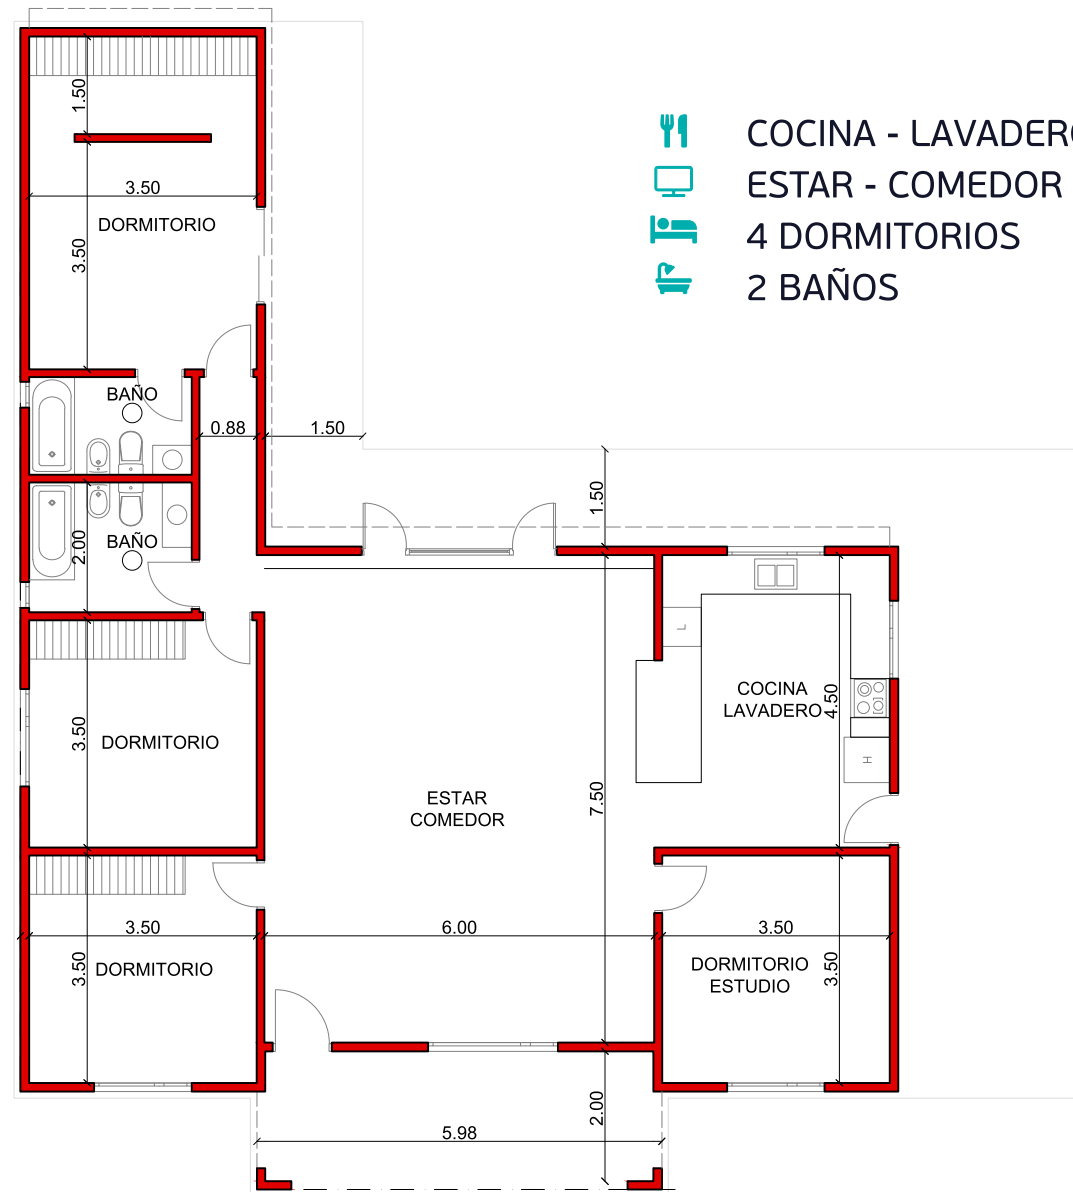 1.50
COCINA - LAVADERO
ESTAR - COMEDOR
4 DORMITORIOS
2 BAÑOS
3.50
DORMITORIO
3.50
BAÑO
0.88
1.50
1.50
2.00
BAÑO
L
COCINA
LAVADERO
4.50
3.50
DORMITORIO
H
ESTAR
COMEDOR
7.50
3.50
6.00
3.50
3.50
DORMITORIO
DORMITORIO
ESTUDIO
3.50
2.00
5.98